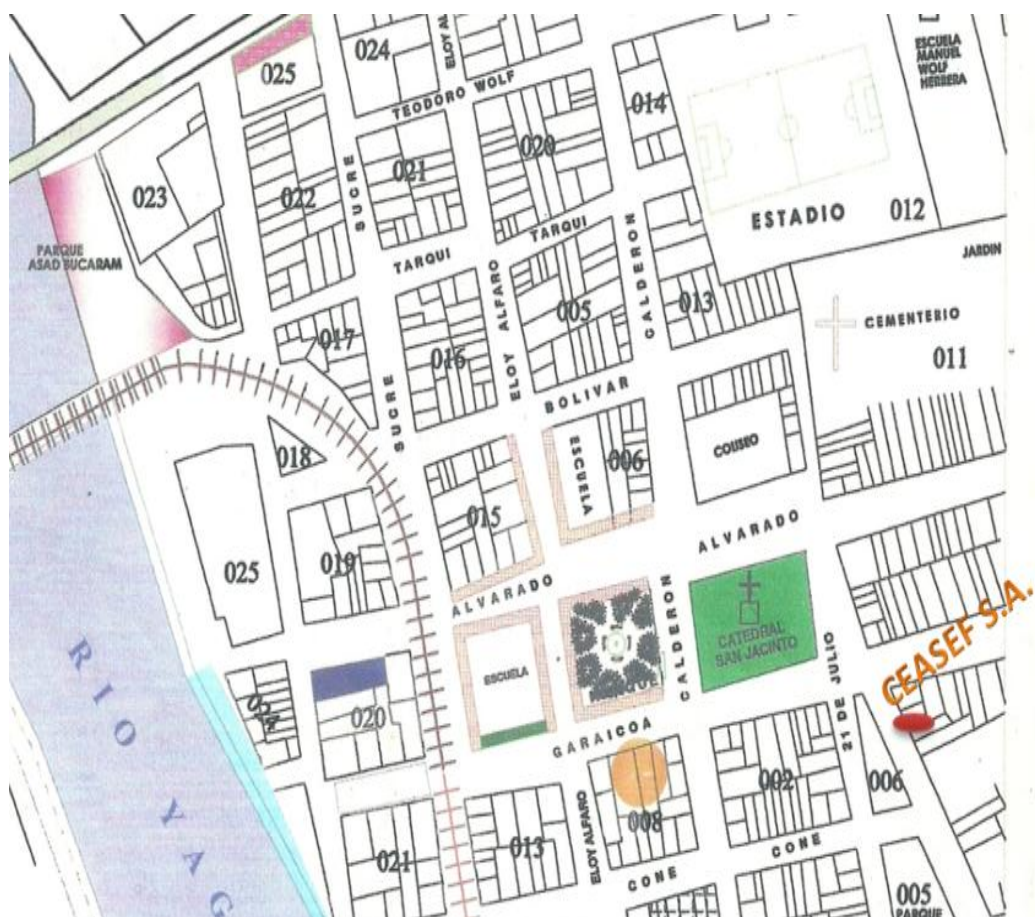 ESCUELA
MANUEL
WOLF
HERRERA
024
ELOY AL
025
TEODORO WOLF
014
020
021
023
022
SUCRE
ESTADIO
012
TARQUI
TARQUI
CALDERON
PARQUE
ASAD BUCARAM
JARDIN
ELOY ALFARO
005
013
CEMENTERIO
017
016
011
BOLIVAR
SUCRE
018
ESCUELA
006
COLISEO
015
025
019
ALVARADO
ALVARADO
CALDERON
CATEDRAL
SAN JACINTO
CEASEF S.A.
RIO YAG
ESCUELA
PARQUE
21 DE JULIO
020
GARAICOA
002
006
ELOY ALFARO
008
021
013
CONE
CONE
005
PARQUE